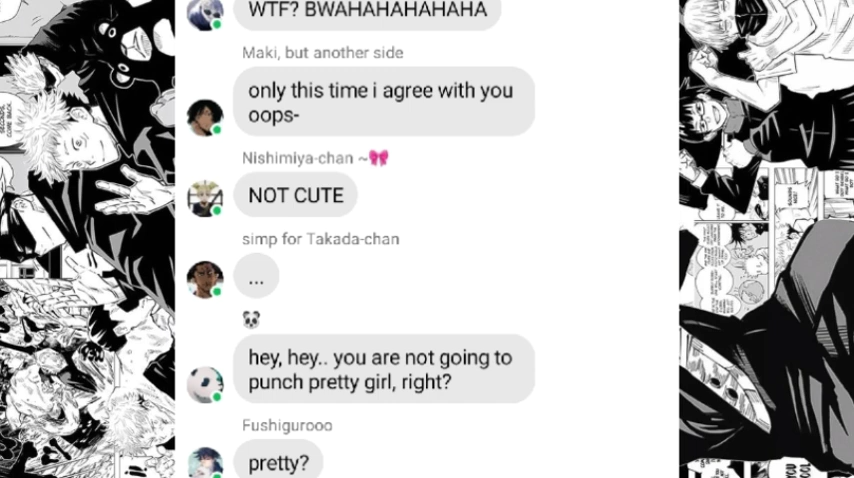 WTF? BWAHAHAHAHAHA
Maki, but another side
only this time i agree with you
oops-
Nishimiya-chan ~🎀
NOT CUTE
simp for Takada-chan
...
🐼
hey, hey.. you are not going to
punch pretty girl, right?
Fushigurooo
pretty?